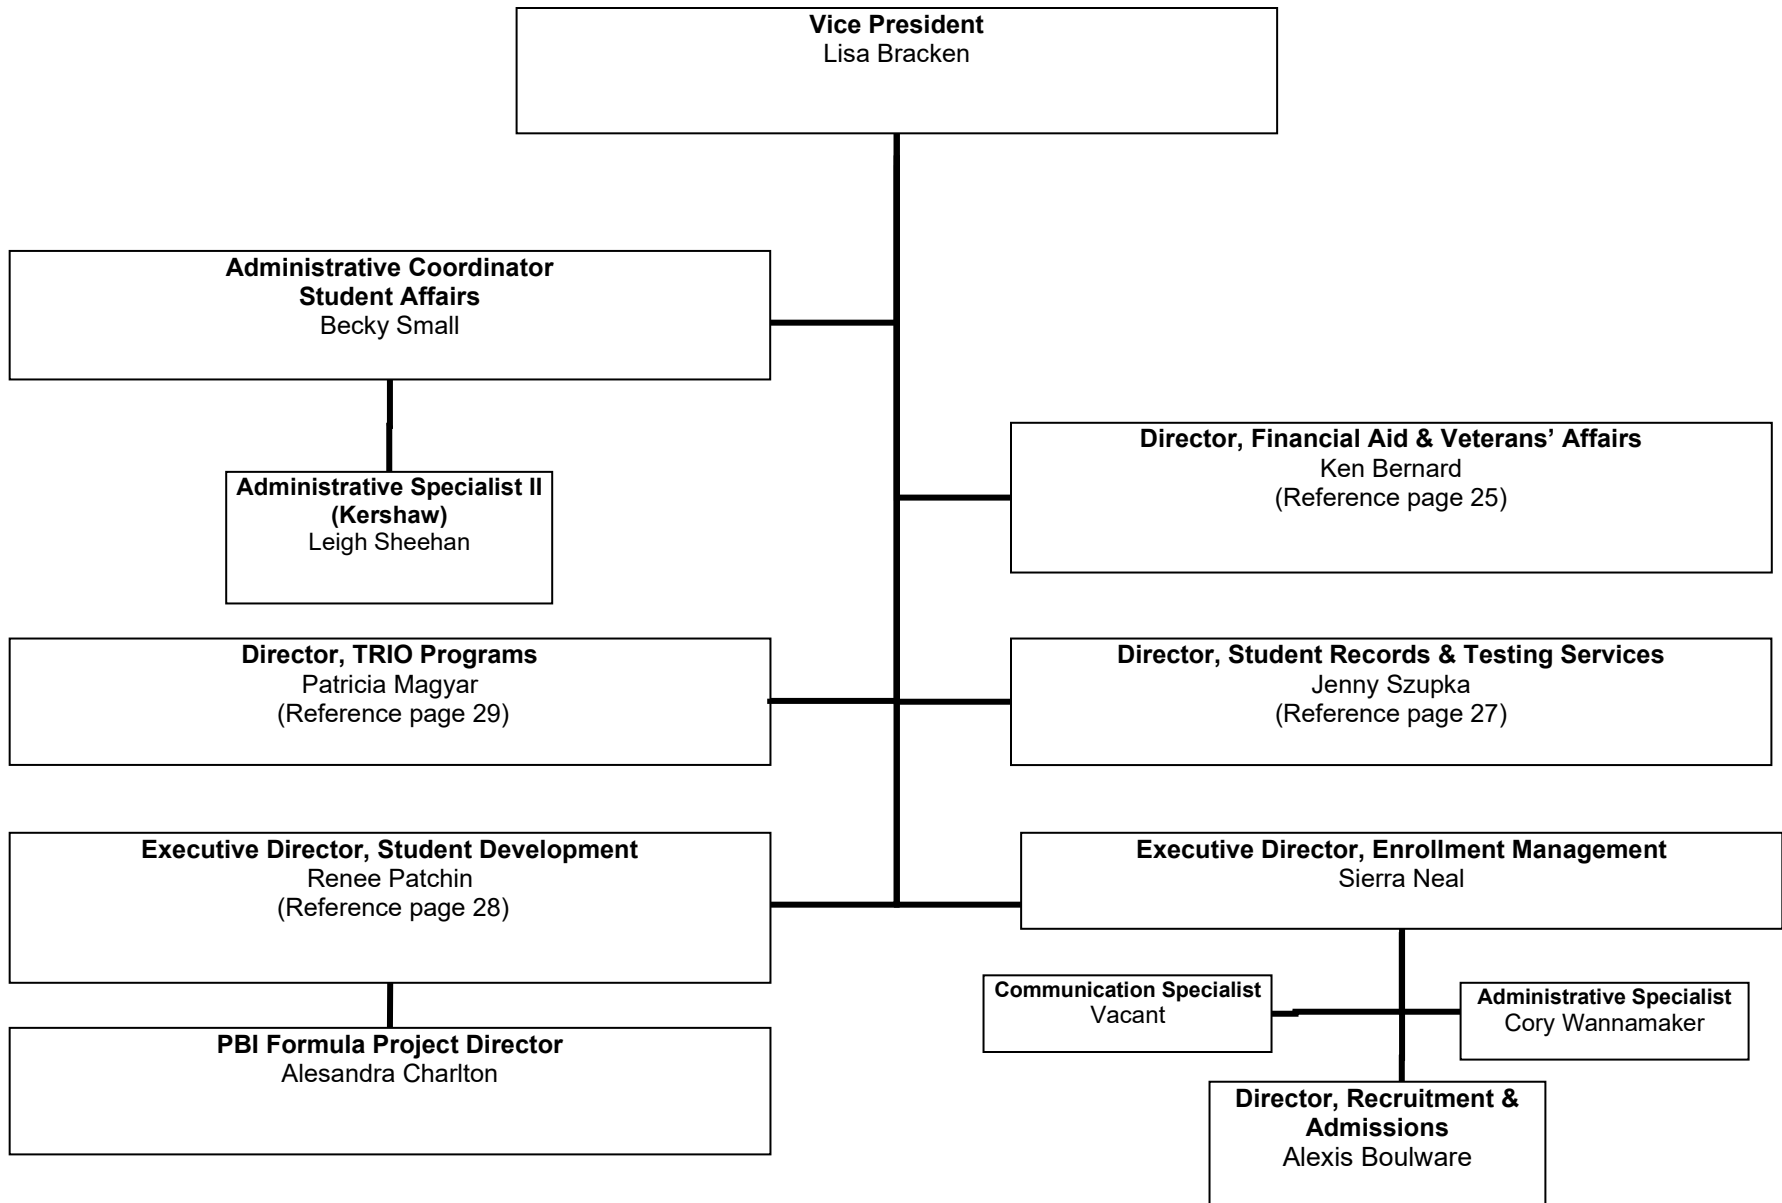 Vice President
Lisa Bracken
Administrative Coordinator
Student Affairs
Becky Small
Administrative Specialist II
(Kershaw)
Leigh Sheehan
Director, Financial Aid & Veterans’ Affairs
Ken Bernard
(Reference page 25)
Director, TRIO Programs
Patricia Magyar
(Reference page 29)
Director, Student Records & Testing Services
Jenny Szupka
(Reference page 27)
Executive Director, Student Development
Renee Patchin
(Reference page 28)
Executive Director, Enrollment Management
Sierra Neal
PBI Formula Project Director
Alesandra Charlton
Communication Specialist
Vacant
Administrative Specialist
Cory Wannamaker
Director, Recruitment &
Admissions
Alexis Boulware